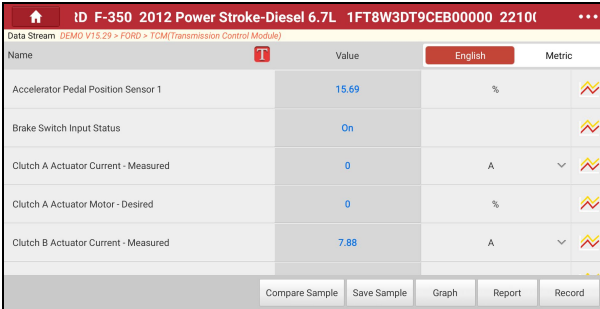 RD F-350 2012 Power Stroke-Diesel 6.7L 1FT8W3DT9CEB00000 2210(
Data Stream DEMO V15.29 > FORD > TCM(Transmission Control Module)
Name T Value English Metric
Accelerator Pedal Position Sensor 1 15.69 %
Brake Switch Input Status On
Clutch A Actuator Current - Measured 0 A
Clutch A Actuator Motor - Desired 0 %
Clutch B Actuator Current - Measured 7.88 A
Compare Sample Save Sample Graph Report Record